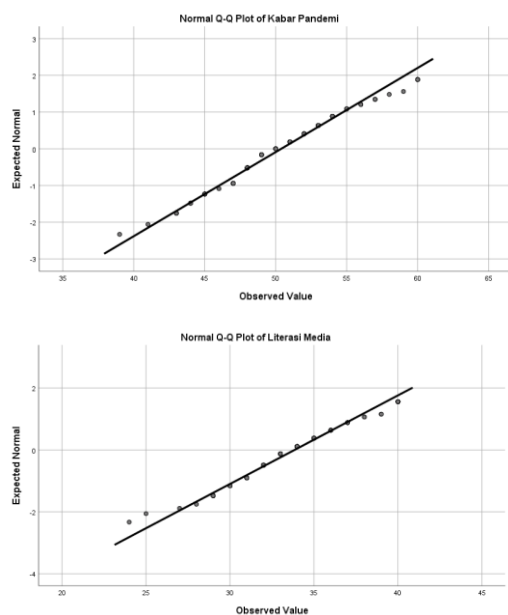 Normal Q-Q Plot of Kabar Pandemi
3
2
1
0
-1
-2
-3
Expected Normal
35 40 45 50 55 60 65
Observed Value
Normal Q-Q Plot of Literasi Media
2
0
-2
-4
Expected Normal
20 25 30 35 40 45
Observed Value